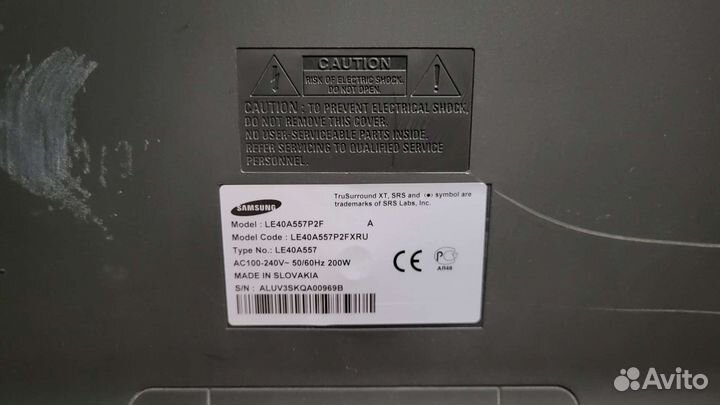 CAUTION
RISK OF ELECTRIC SHOCK.
DO NOT OPEN.
CAUTION : TO PREVENT ELECTRICAL SHOCK,
DO NOT REMOVE THIS COVER.
NO USER-SERVICEABLE PARTS INSIDE.
REFER SERVICING TO QUALIFIED SERVICE
PERSONNEL.
SAMSUNG
TruSurround XT, SRS and (●) symbol are
trademarks of SRS Labs, Inc.
Model : LE40A557P2F A
Model Code : LE40A557P2FXRU
Type No.: LE40A557
AC100-240V~ 50/60Hz 200W
MADE IN SLOVAKIA
S/N : ALUV3SKQA00969B
CE
РС
АЯ46
Avito